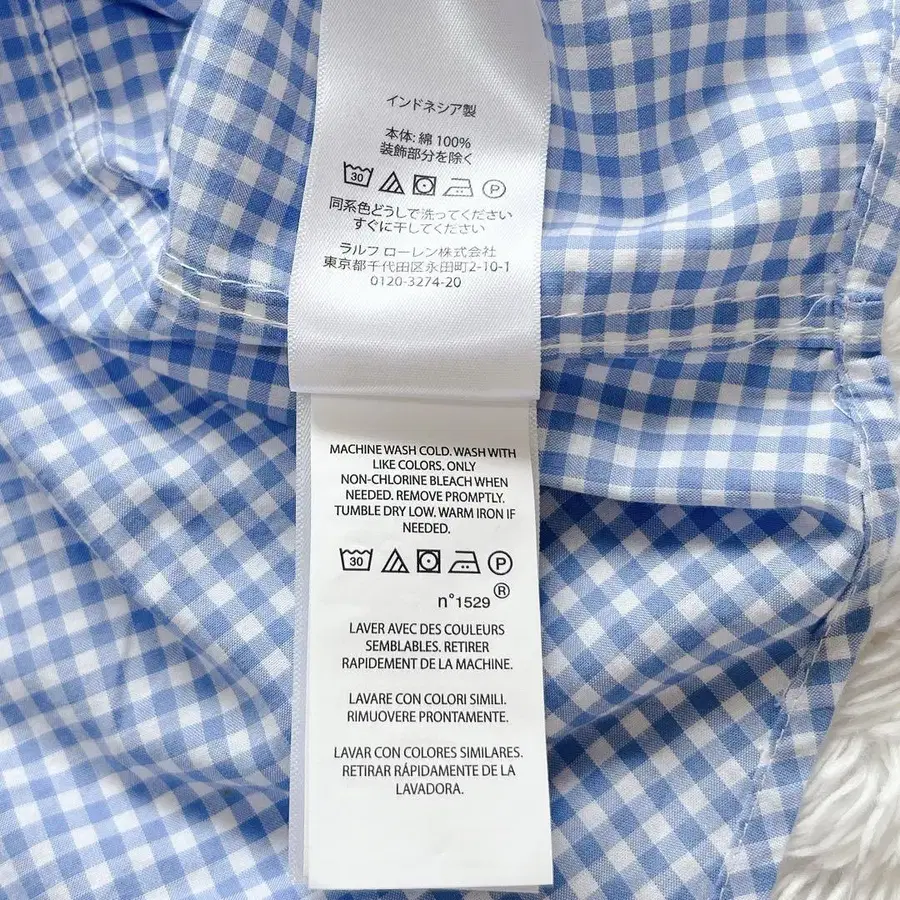 インドネシア製
本体: 綿 100%
装飾部分を除く
30 P
同系色どうしで洗ってください
すぐに干してください
ラルフ ローレン株式会社
東京都千代田区永田町2-10-1
0120-3274-20
MACHINE WASH COLD. WASH WITH
LIKE COLORS. ONLY
NON-CHLORINE BLEACH WHEN
NEEDED. REMOVE PROMPTLY.
TUMBLE DRY LOW. WARM IRON IF
NEEDED.
30 P
n°1529 ®
LAVER AVEC DES COULEURS
SEMBLABLES. RETIRER
RAPIDEMENT DE LA MACHINE.
LAVARE CON COLORI SIMILI.
RIMUOVERE PRONTAMENTE.
LAVAR CON COLORES SIMILARES.
RETIRAR RÁPIDAMENTE DE LA
LAVADORA.